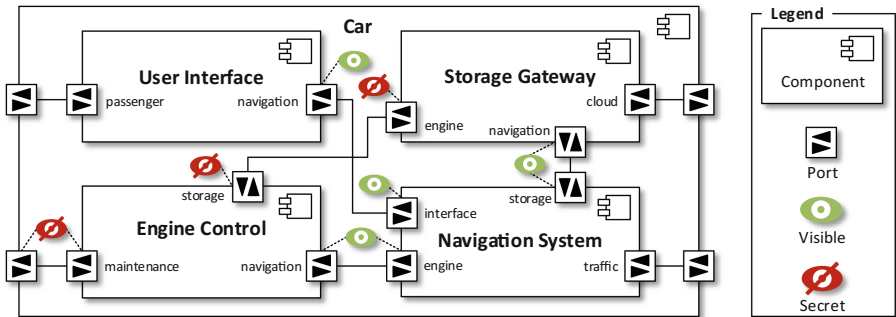 Car
Legend
User Interface
Storage Gateway
Component
passenger
navigation
cloud
engine
navigation
Port
storage
storage
interface
Engine Control
Navigation System
Visible
maintenance
navigation
engine
traffic
Secret